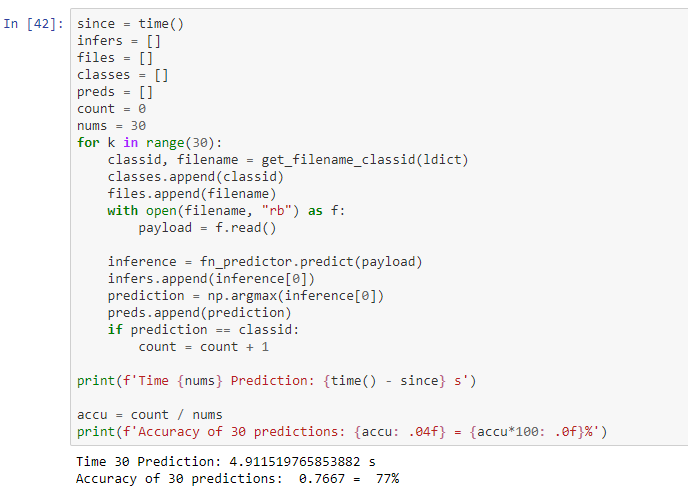 In [42]: since = time()
infers = []
files = []
classes = []
preds = []
count = 0
nums = 30
for k in range(30):
    classid, filename = get_filename_classid(ldict)
    classes.append(classid)
    files.append(filename)
    with open(filename, "rb") as f:
        payload = f.read()

    inference = fn_predictor.predict(payload)
    infers.append(inference[0])
    prediction = np.argmax(inference[0])
    preds.append(prediction)
    if prediction == classid:
        count = count + 1

print(f'Time {nums} Prediction: {time() - since} s')

accu = count / nums
print(f'Accuracy of 30 predictions: {accu: .04f} = {accu*100: .0f}%')
Time 30 Prediction: 4.911519765853882 s
Accuracy of 30 predictions:  0.7667 =  77%